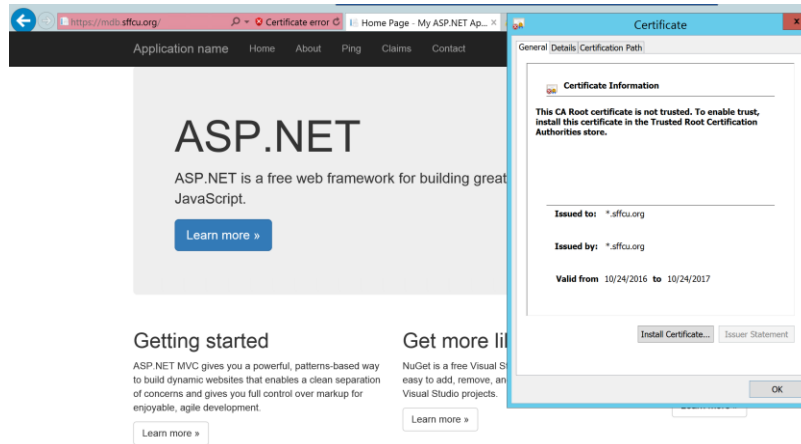 https://mdb.sffcu.org/
Certificate error
Home Page - My ASP.NET Ap...
Certificate
Application name Home About Ping Claims Contact
General Details Certification Path
Certificate Information
This CA Root certificate is not trusted. To enable trust,
install this certificate in the Trusted Root Certification
Authorities store.
ASP.NET
ASP.NET is a free web framework for building great
JavaScript.
Learn more »
Issued to: *.sffcu.org
Issued by: *.sffcu.org
Valid from 10/24/2016 to 10/24/2017
Install Certificate... Issuer Statement
OK
Getting started
ASP.NET MVC gives you a powerful, patterns-based way
to build dynamic websites that enables a clean separation
of concerns and gives you full control over markup for
enjoyable, agile development.
Learn more »
Get more li
NuGet is a free Visual S
easy to add, remove, an
Visual Studio projects.
Learn more »